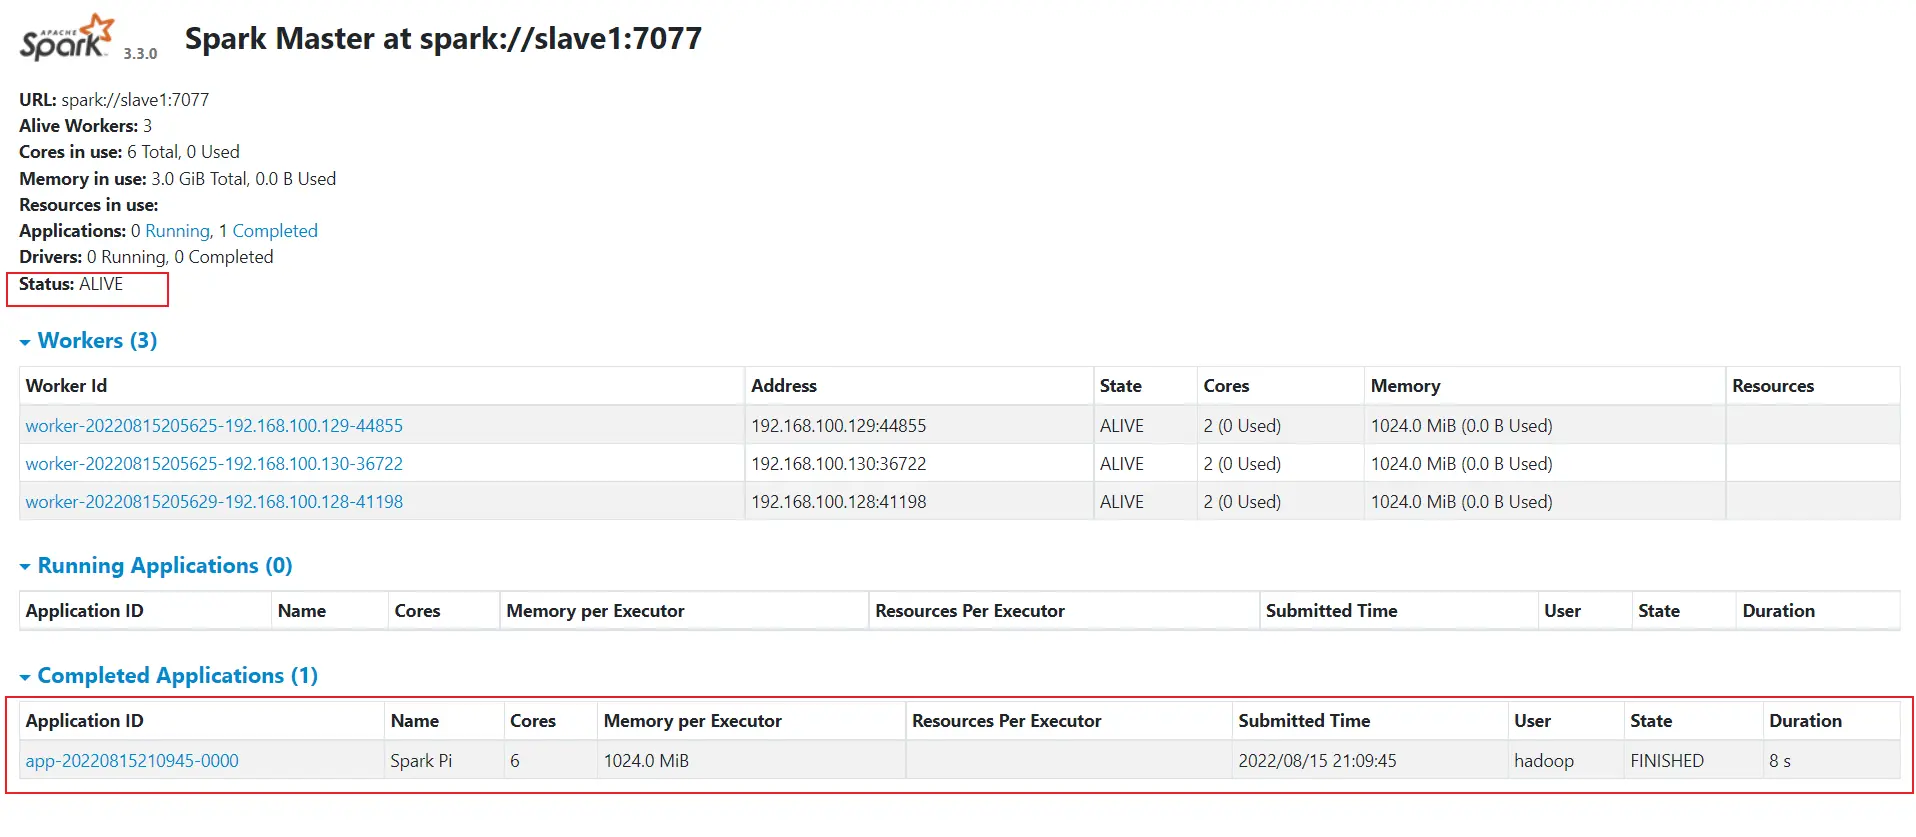 APACHE
Spark 3.3.0 Spark Master at spark://slave1:7077
URL: spark://slave1:7077
Alive Workers: 3
Cores in use: 6 Total, 0 Used
Memory in use: 3.0 GiB Total, 0.0 B Used
Resources in use:
Applications: 0 Running, 1 Completed
Drivers: 0 Running, 0 Completed
Status: ALIVE
Workers (3)
Worker Id Address State Cores Memory Resources
worker-20220815205625-192.168.100.129-44855 192.168.100.129:44855 ALIVE 2 (0 Used) 1024.0 MiB (0.0 B Used)
worker-20220815205625-192.168.100.130-36722 192.168.100.130:36722 ALIVE 2 (0 Used) 1024.0 MiB (0.0 B Used)
worker-20220815205629-192.168.100.128-41198 192.168.100.128:41198 ALIVE 2 (0 Used) 1024.0 MiB (0.0 B Used)
Running Applications (0)
Application ID Name Cores Memory per Executor Resources Per Executor Submitted Time User State Duration
Completed Applications (1)
Application ID Name Cores Memory per Executor Resources Per Executor Submitted Time User State Duration
app-20220815210945-0000 Spark Pi 6 1024.0 MiB 2022/08/15 21:09:45 hadoop FINISHED 8 s